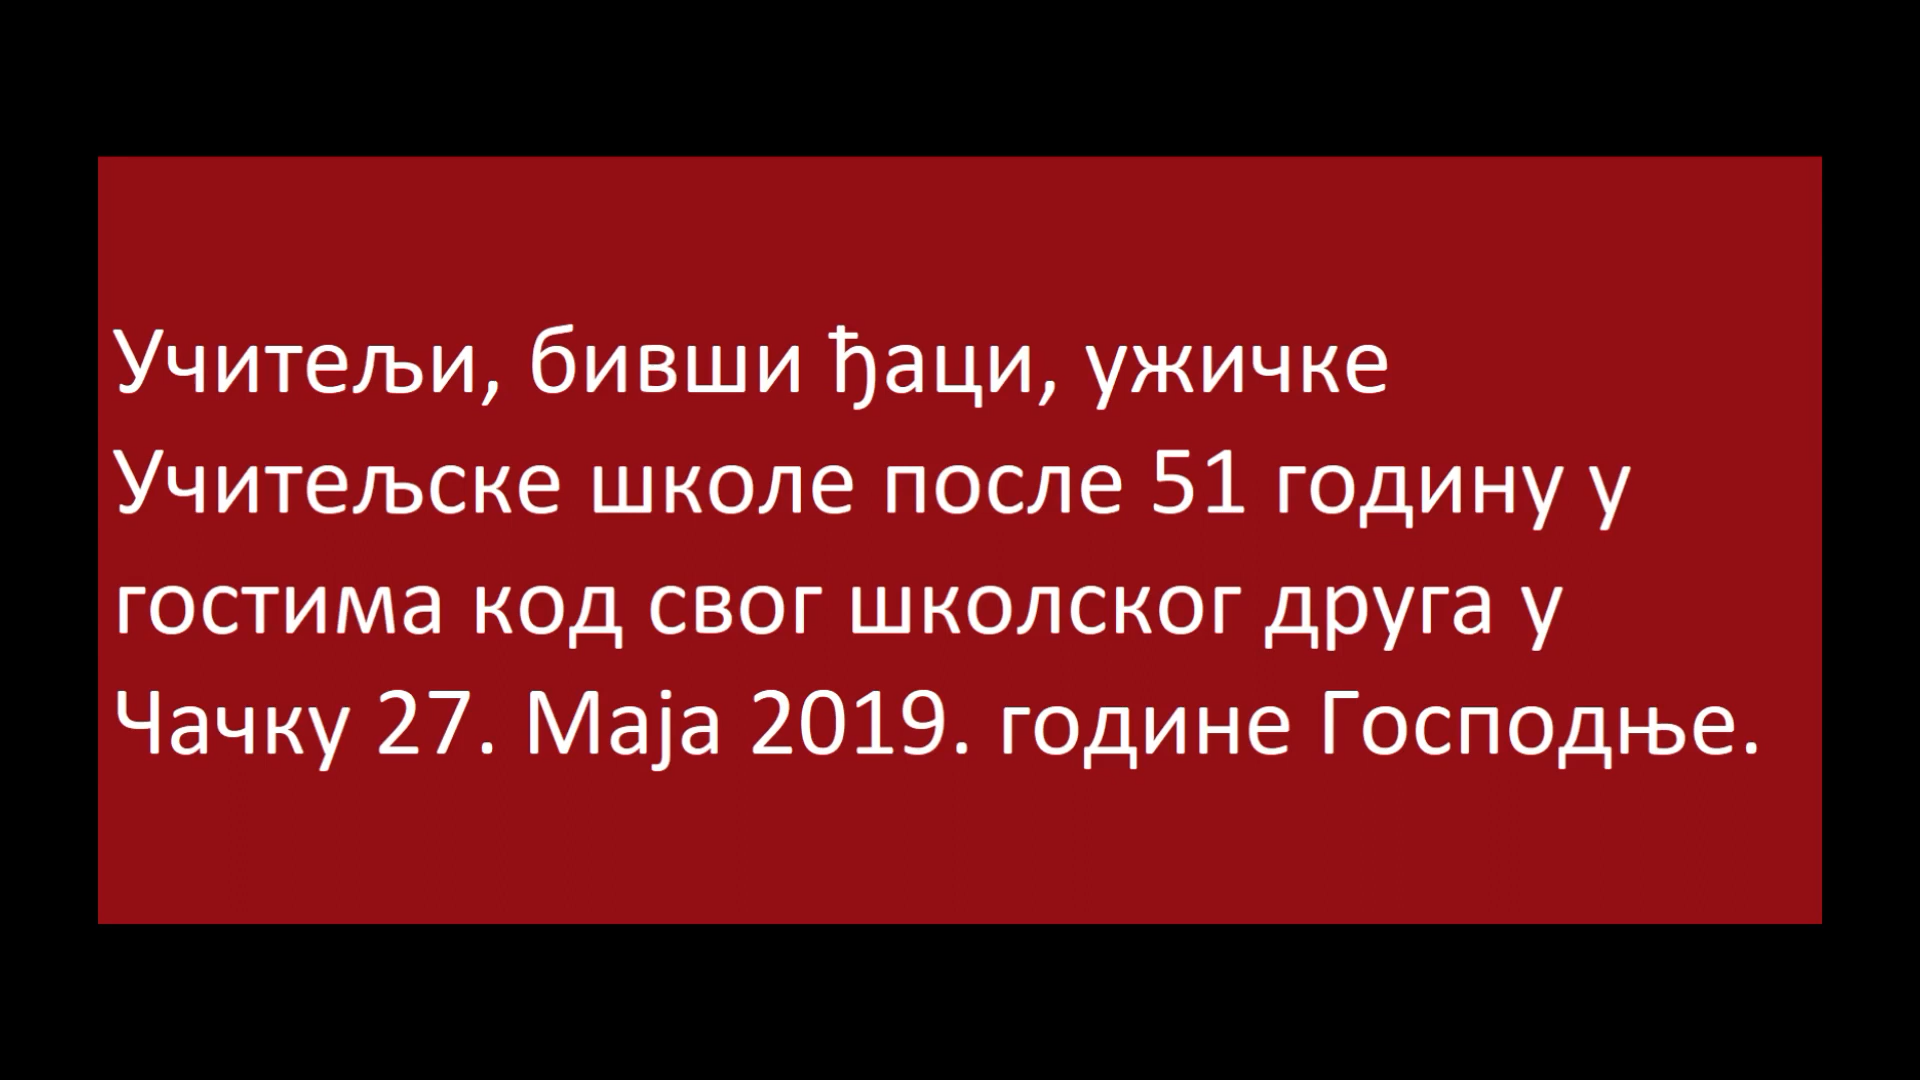 Учитељи, бивши ђаци, ужичке
Учитељске школе после 51 годину у
гостима код свог школског друга у
Чачку 27. Маја 2019. године Господње.